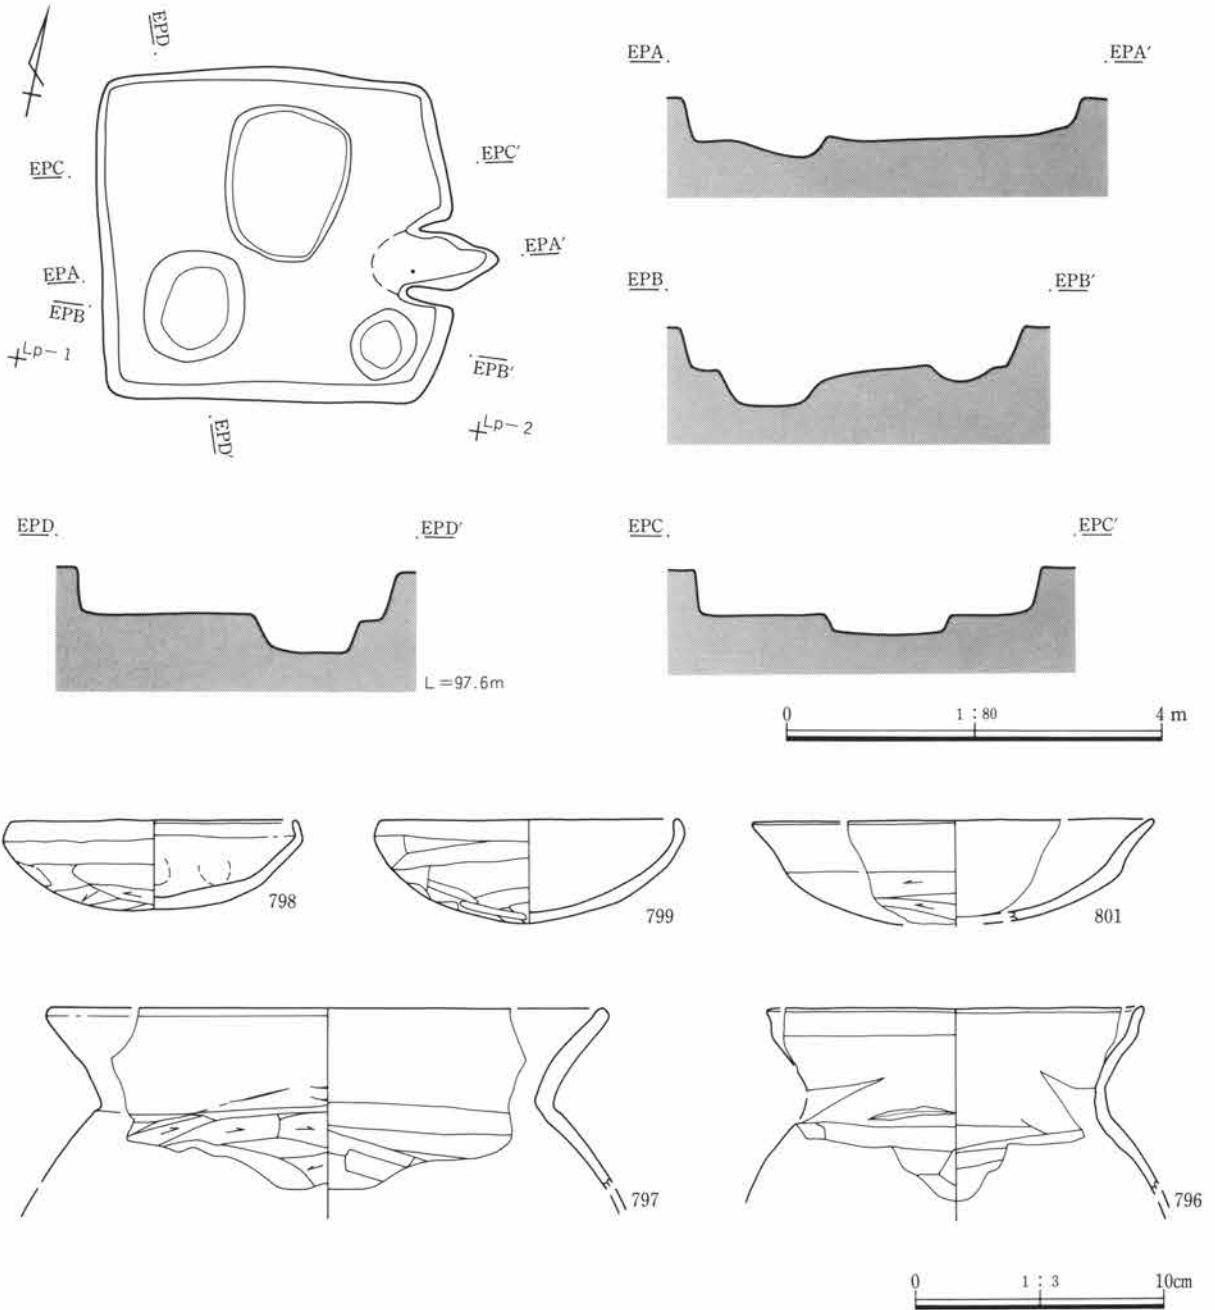 EPD
EPC
EPC′
EPA
EPA′
EPB
EPB′
Lp-1
EPD′
Lp-2
EPA
EPA′
EPB
EPB′
EPD
EPD′
L=97.6m
EPC
EPC′
0
1 : 80
4 m
798
799
801
797
796
0
1 : 3
10cm